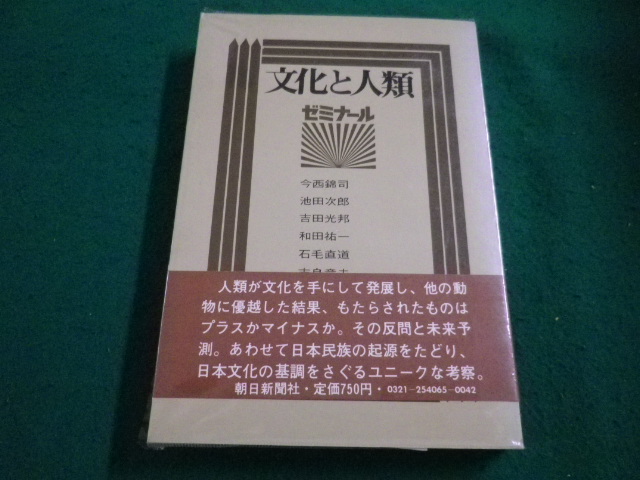 文化と人類
ゼミナール
今西錦司
池田次郎
吉田光邦
和田祐一
石毛直道
人類が文化を手にして発展し、他の動
物に優越した結果、もたらされたものは
プラスかマイナスか。その反問と未来予
測。あわせて日本民族の起源をたどり、
日本文化の基調をさぐるユニークな考察。
朝日新聞社・定価750円・0321-254065-0042